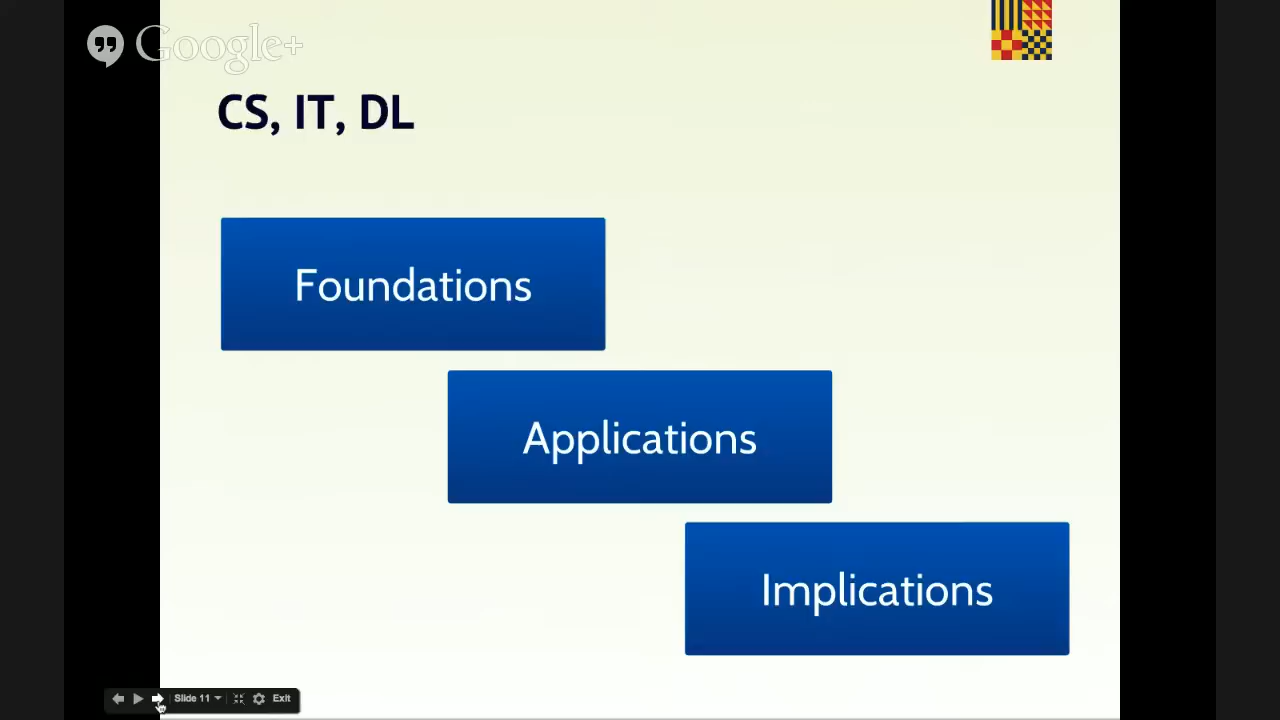 Google+
CS, IT, DL
Foundations
Applications
Implications
Slide 11
Exit